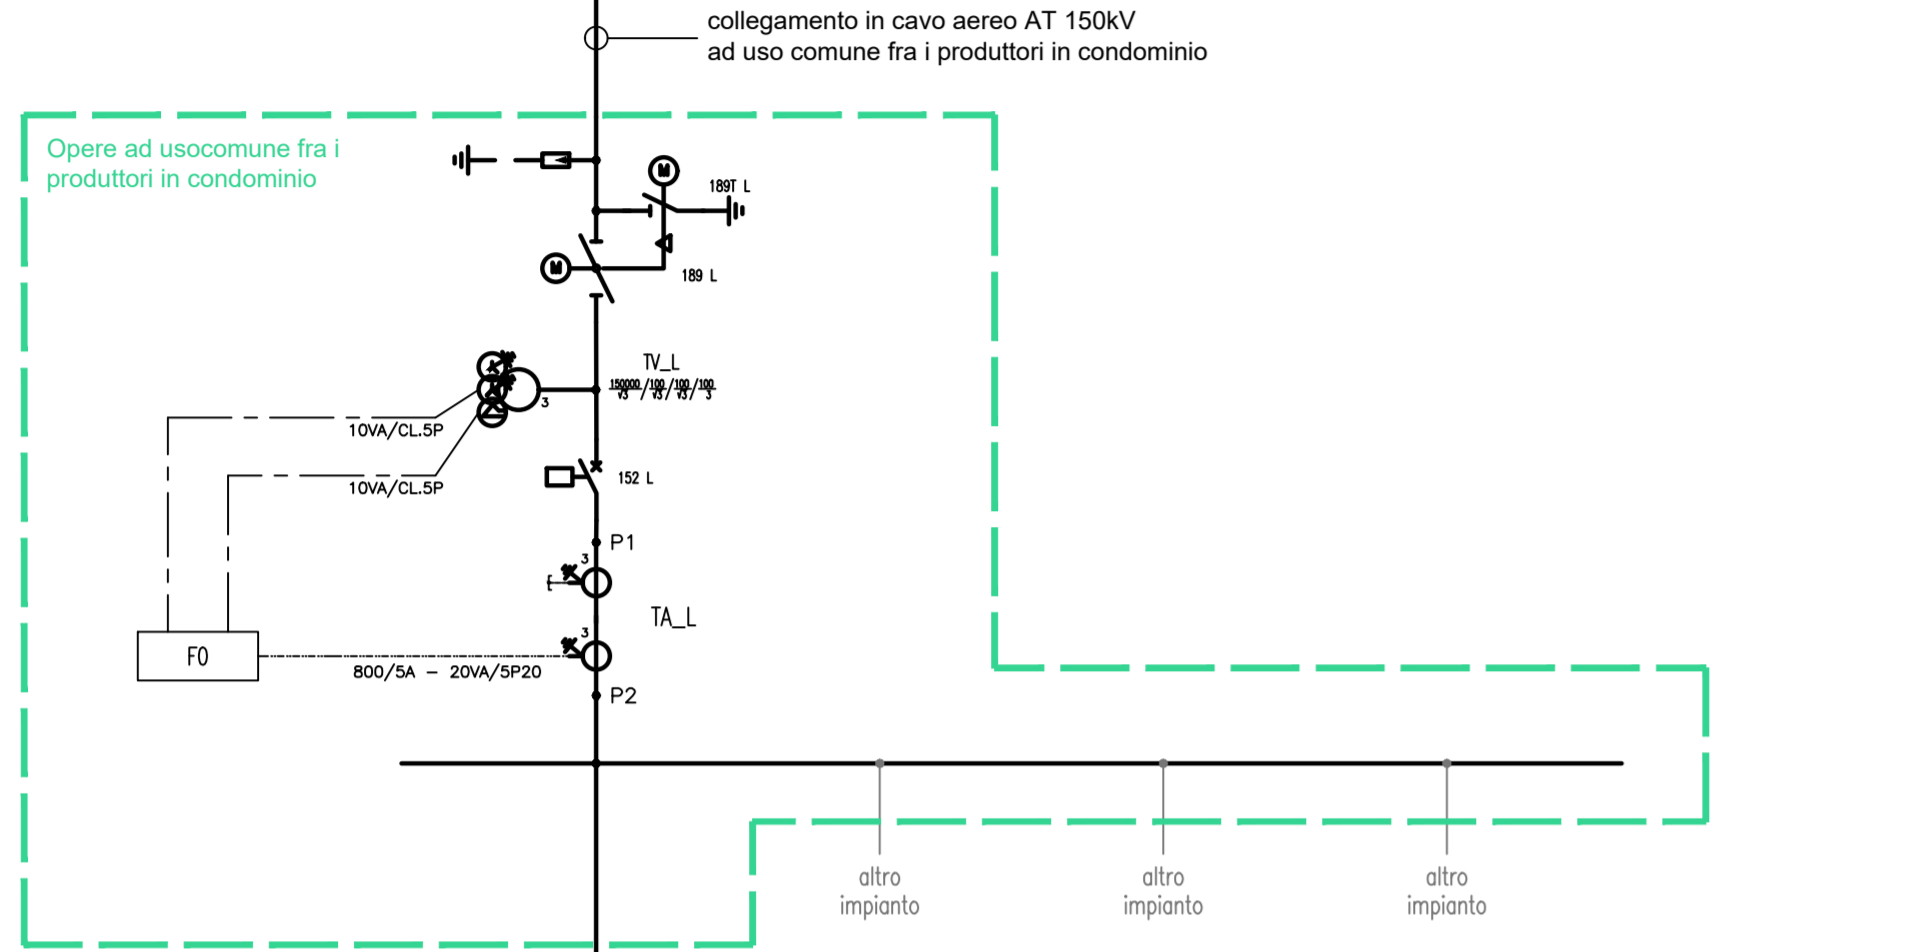 collegamento in cavo aereo AT 150kV
ad uso comune fra i produttori in condominio
Opere ad usocomune fra i
produttori in condominio
M
189T L
M
189 L
TV_L
150000/√3 / 100/√3 / 100/√3 / 100/3
3
10VA/CL.5P
10VA/CL.5P
152 L
P1
3
TA_L
3
F0
800/5A – 20VA/5P20
P2
altro
impianto
altro
impianto
altro
impianto